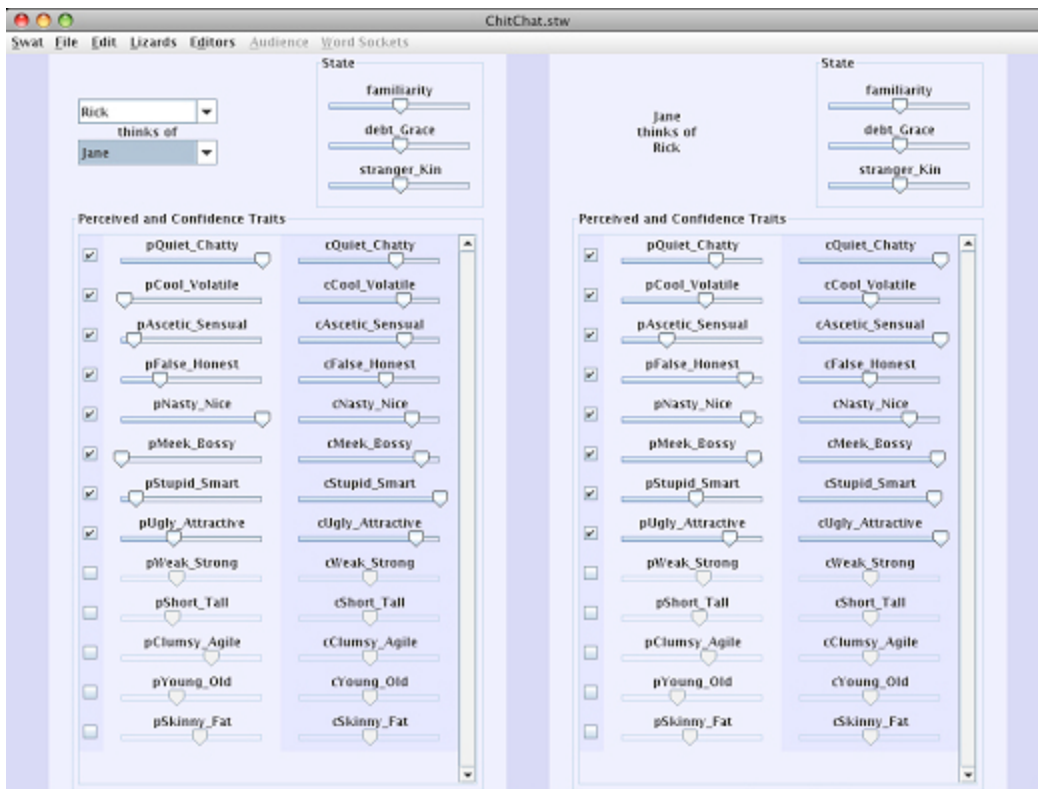 ChitChat.stw
Swat File Edit Lizards Editors Audience Word Sockets
State
familiarity
debt_Grace
stranger_Kin
Rick
thinks of
Jane
Perceived and Confidence Traits
pQuiet_Chatty cQuiet_Chatty
pCool_Volatile cCool_Volatile
pAscetic_Sensual cAscetic_Sensual
pFalse_Honest cFalse_Honest
pNasty_Nice cNasty_Nice
pMeek_Bossy cMeek_Bossy
pStupid_Smart cStupid_Smart
pUgly_Attractive cUgly_Attractive
pWeak_Strong cWeak_Strong
pShort_Tall cShort_Tall
pClumsy_Agile cClumsy_Agile
pYoung_Old cYoung_Old
pSkinny_Fat cSkinny_Fat
State
familiarity
debt_Grace
stranger_Kin
Jane
thinks of
Rick
Perceived and Confidence Traits
pQuiet_Chatty cQuiet_Chatty
pCool_Volatile cCool_Volatile
pAscetic_Sensual cAscetic_Sensual
pFalse_Honest cFalse_Honest
pNasty_Nice cNasty_Nice
pMeek_Bossy cMeek_Bossy
pStupid_Smart cStupid_Smart
pUgly_Attractive cUgly_Attractive
pWeak_Strong cWeak_Strong
pShort_Tall cShort_Tall
pClumsy_Agile cClumsy_Agile
pYoung_Old cYoung_Old
pSkinny_Fat cSkinny_Fat